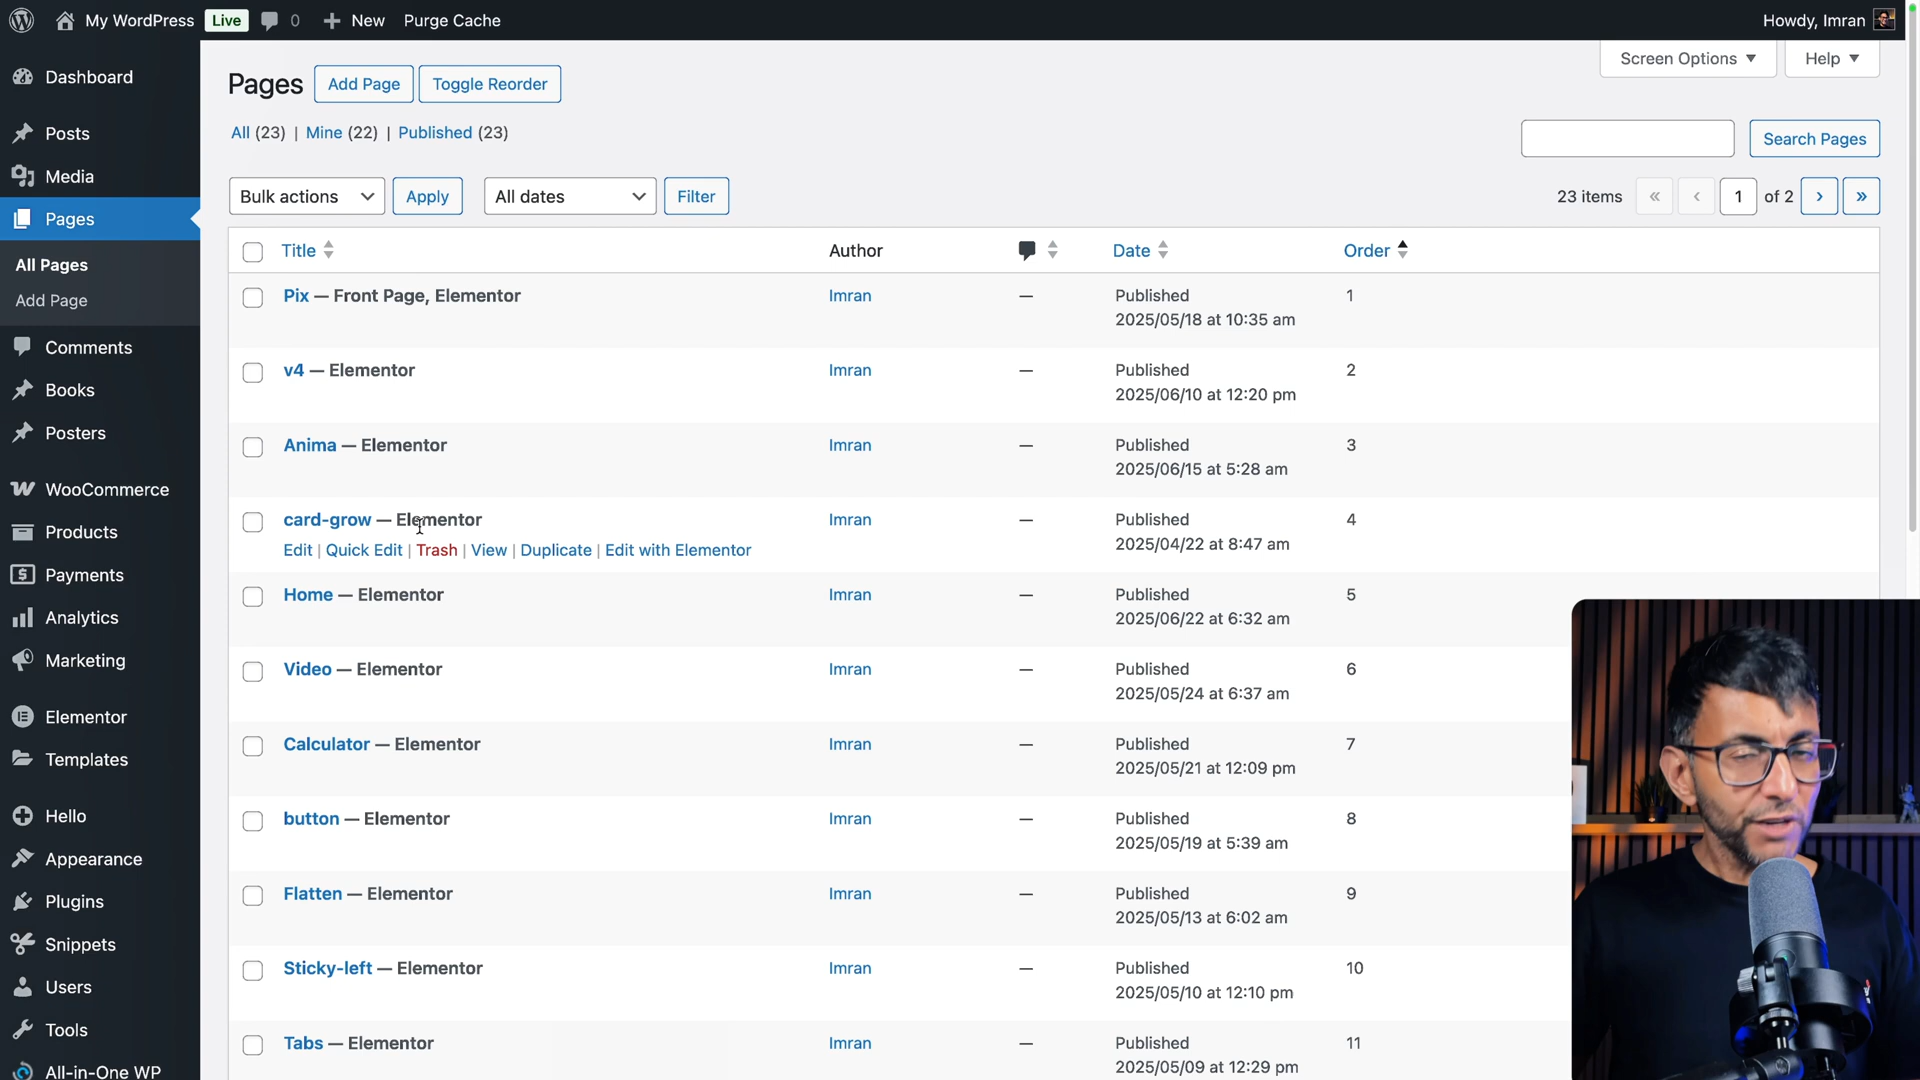 My WordPress Live 0 New Purge Cache Howdy, Imran
Screen Options Help
Dashboard
Posts
Media
Pages
All Pages
Add Page
Comments
Books
Posters
WooCommerce
Products
Payments
Analytics
Marketing
Elementor
Templates
Hello
Appearance
Plugins
Snippets
Users
Tools
All-in-One WP
Pages Add Page Toggle Reorder
All (23) | Mine (22) | Published (23)
Search Pages
Bulk actions Apply All dates Filter 23 items « ‹ 1 of 2 › »
Title Author Date Order
Pix — Front Page, Elementor Imran — Published 1
2025/05/18 at 10:35 am
v4 — Elementor Imran — Published 2
2025/06/10 at 12:20 pm
Anima — Elementor Imran — Published 3
2025/06/15 at 5:28 am
card-grow — Elementor Imran — Published 4
Edit | Quick Edit | Trash | View | Duplicate | Edit with Elementor 2025/04/22 at 8:47 am
Home — Elementor Imran — Published 5
2025/06/22 at 6:32 am
Video — Elementor Imran — Published 6
2025/05/24 at 6:37 am
Calculator — Elementor Imran — Published 7
2025/05/21 at 12:09 pm
button — Elementor Imran — Published 8
2025/05/19 at 5:39 am
Flatten — Elementor Imran — Published 9
2025/05/13 at 6:02 am
Sticky-left — Elementor Imran — Published 10
2025/05/10 at 12:10 pm
Tabs — Elementor Imran — Published 11
2025/05/09 at 12:29 pm